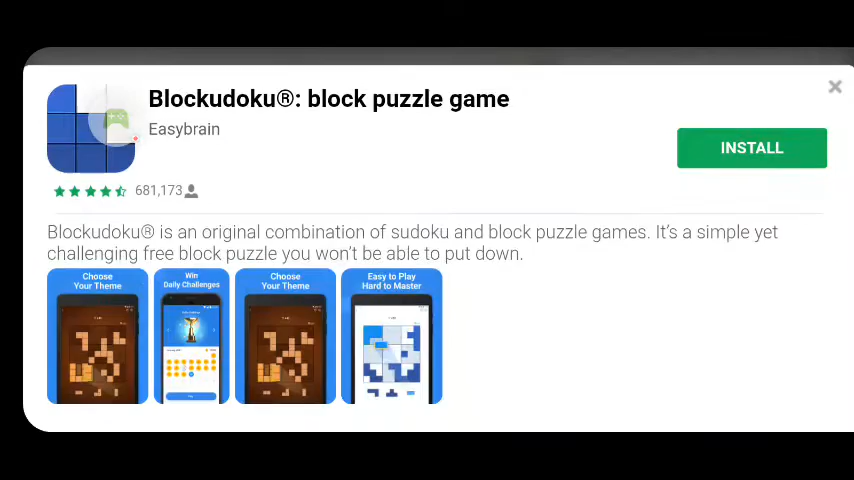 Blockudoku®: block puzzle game
Easybrain
INSTALL
681,173
Blockudoku® is an original combination of sudoku and block puzzle games. It’s a simple yet
challenging free block puzzle you won’t be able to put down.
Choose
Your Theme
Win
Daily Challenges
Choose
Your Theme
Easy to Play
Hard to Master